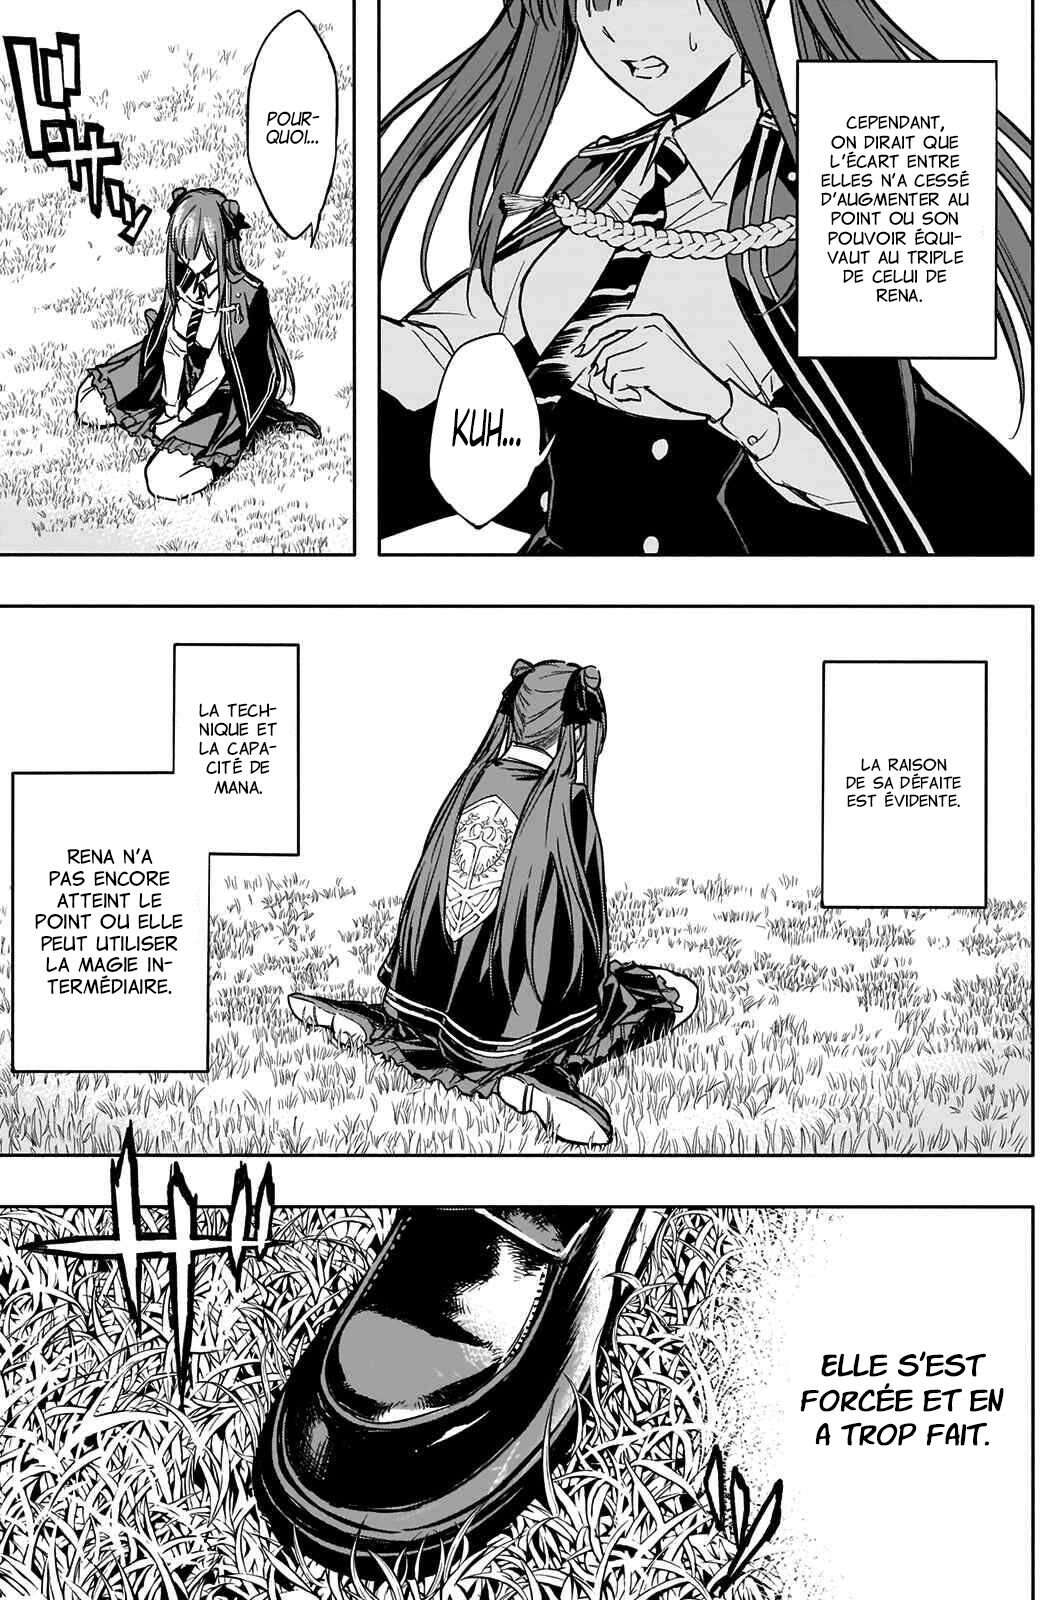 CEPENDANT,
ON DIRAIT QUE
L'ÉCART ENTRE
ELLES N'A CESSÉ
D'AUGMENTER AU
POINT OU SON
POUVOIR ÉQUI-
VAUT AU TRIPLE
DE CELUI DE
RENA.
KUH...
POUR-
QUOI...
LA RAISON
DE SA DÉFAITE
EST ÉVIDENTE.
LA TECH-
NIQUE ET
LA CAPA-
CITÉ DE
MANA.
RENA N'A
PAS ENCORE
ATTEINT LE
POINT OU ELLE
PEUT UTILISER
LA MAGIE IN-
TERMÉDIAIRE.
ELLE S'EST
FORCÉE ET EN
A TROP FAIT.